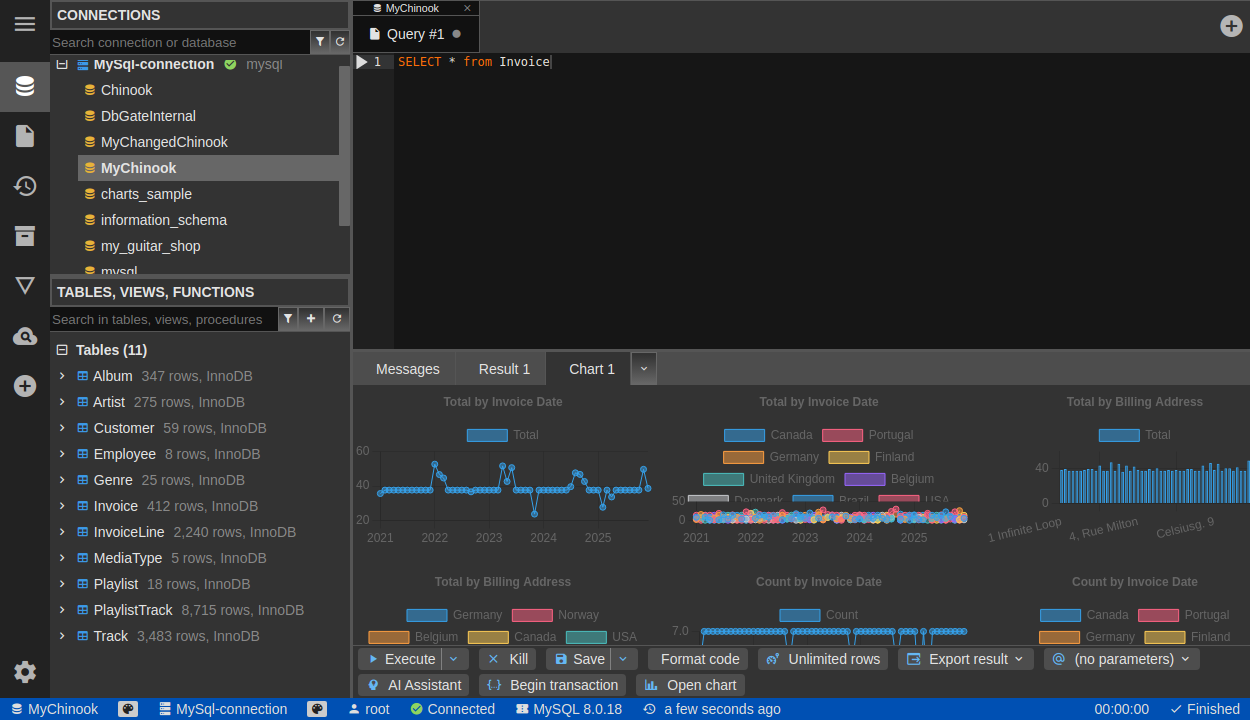 CONNECTIONS
Search connection or database
MySql-connection mysql
Chinook
DbGateInternal
MyChangedChinook
MyChinook
charts_sample
information_schema
my_guitar_shop
mysql
TABLES, VIEWS, FUNCTIONS
Search in tables, views, procedures
Tables (11)
Album 347 rows, InnoDB
Artist 275 rows, InnoDB
Customer 59 rows, InnoDB
Employee 8 rows, InnoDB
Genre 25 rows, InnoDB
Invoice 412 rows, InnoDB
InvoiceLine 2,240 rows, InnoDB
MediaType 5 rows, InnoDB
Playlist 18 rows, InnoDB
PlaylistTrack 8,715 rows, InnoDB
Track 3,483 rows, InnoDB
MyChinook
Query #1
1 SELECT * from Invoice
Messages Result 1 Chart 1
Total by Invoice Date
Total
60
40
20
2021 2022 2023 2024 2025
Total by Invoice Date
Canada Portugal
Germany Finland
United Kingdom Belgium
Denmark Brazil USA
50
0
2021 2022 2023 2024 2025
Total by Billing Address
Total
40
0
1 Infinite Loop 4, Rue Milton Celsiusg. 9
Total by Billing Address
Germany Norway
Belgium Canada USA
Count by Invoice Date
Count
7.0
Count by Invoice Date
Canada Portugal
Germany Finland
Execute Kill Save Format code Unlimited rows Export result (no parameters)
AI Assistant Begin transaction Open chart
MyChinook MySql-connection root Connected MySQL 8.0.18 a few seconds ago 00:00:00 Finished